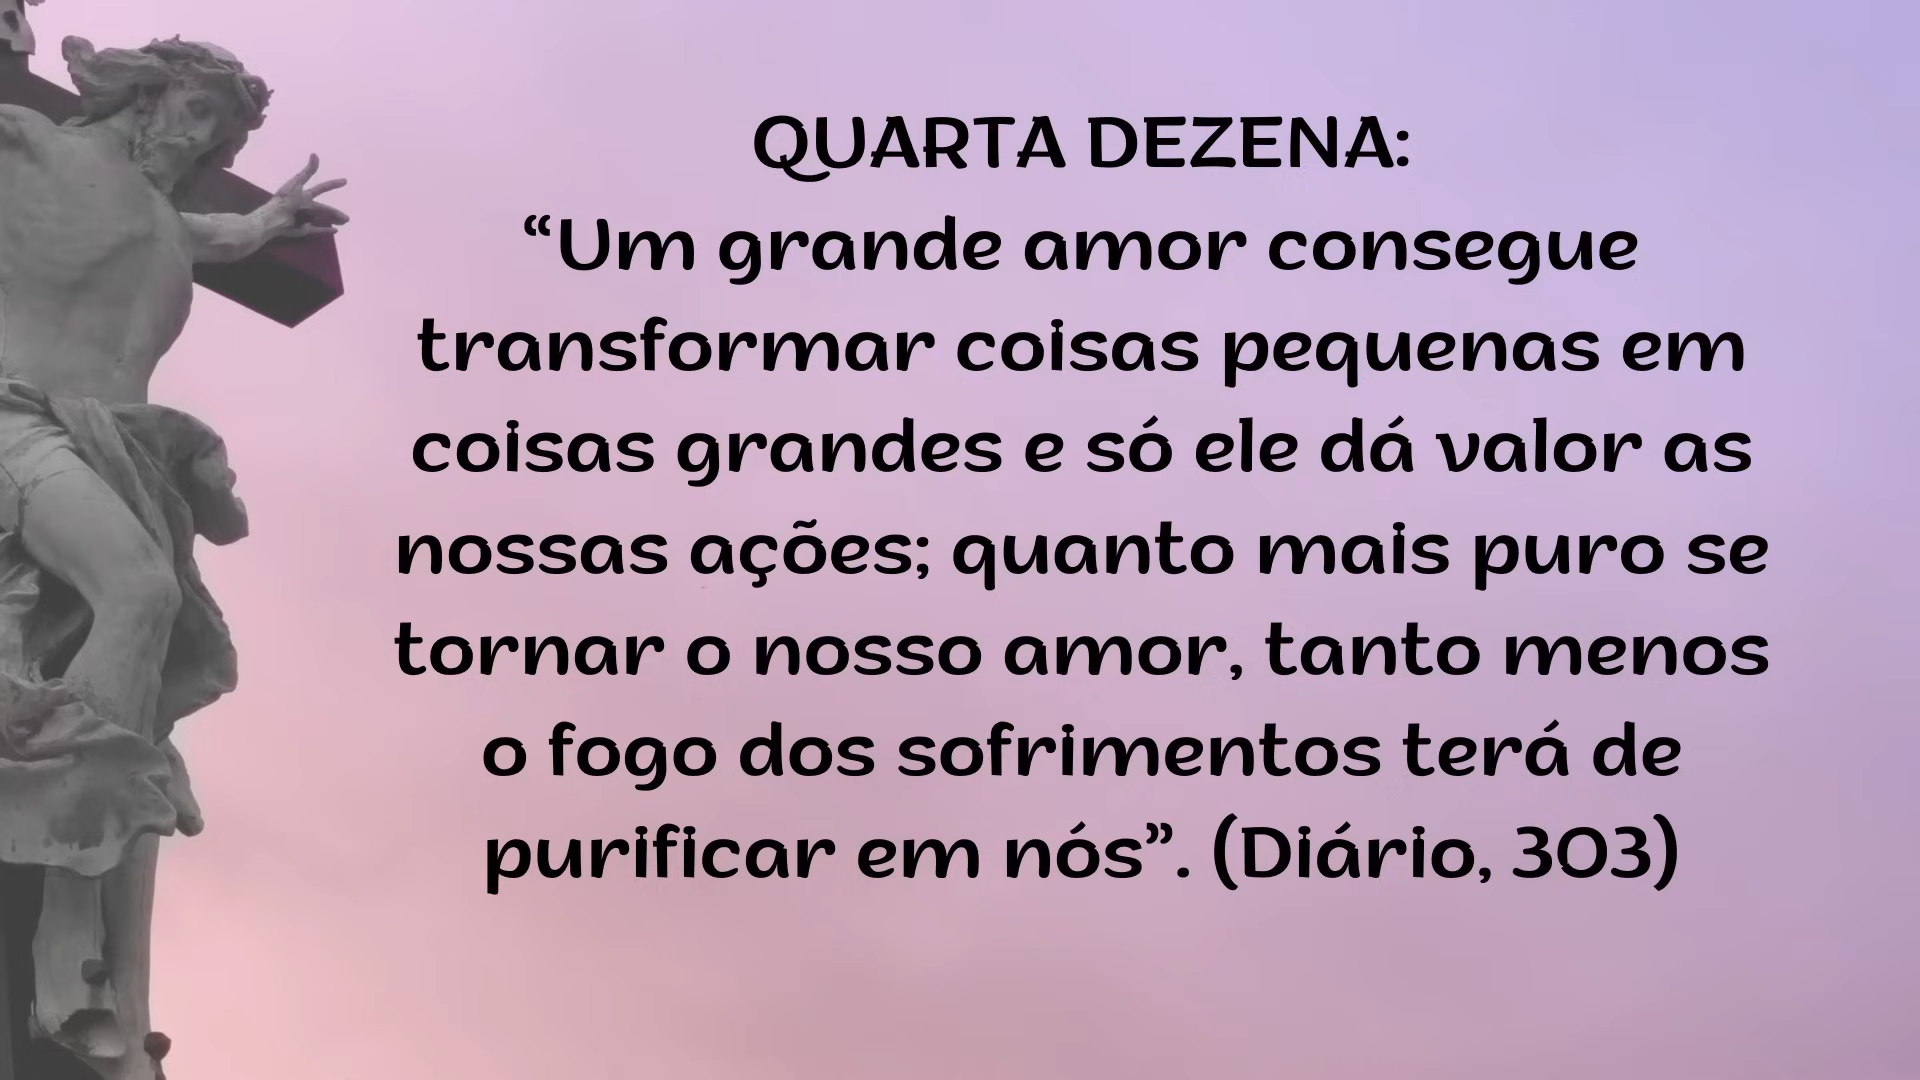 QUARTA DEZENA:
“Um grande amor consegue
transformar coisas pequenas em
coisas grandes e só ele dá valor as
nossas ações; quanto mais puro se
tornar o nosso amor, tanto menos
o fogo dos sofrimentos terá de
purificar em nós”. (Diário, 303)